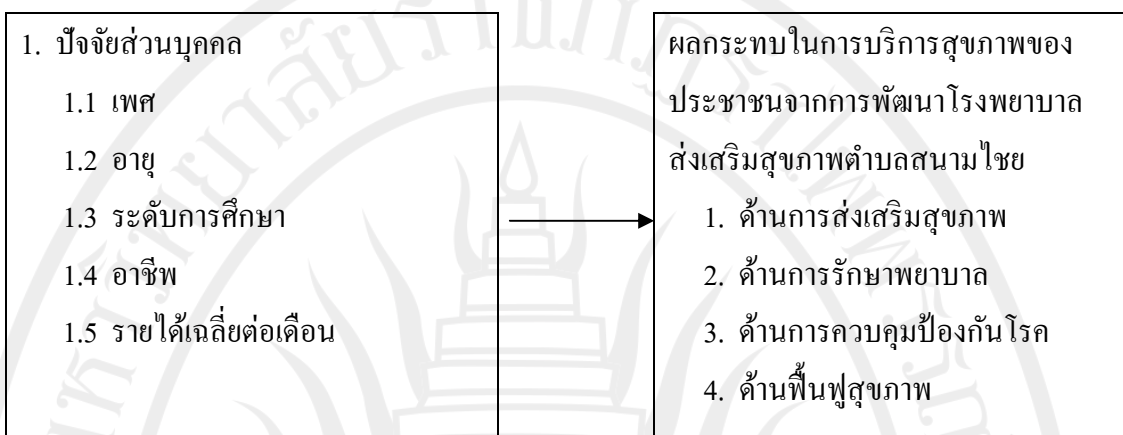 1. ปัจจัยส่วนบุคคล
1.1 เพศ
1.2 อายุ
1.3 ระดับการศึกษา
1.4 อาชีพ
1.5 รายได้เฉลี่ยต่อเดือน
ผลกระทบในการบริการสุขภาพของ
ประชาชนจากการพัฒนาโรงพยาบาล
ส่งเสริมสุขภาพตำบลสนามไชย
1. ด้านการส่งเสริมสุขภาพ
2. ด้านการรักษาพยาบาล
3. ด้านการควบคุมป้องกันโรค
4. ด้านฟื้นฟูสุขภาพ